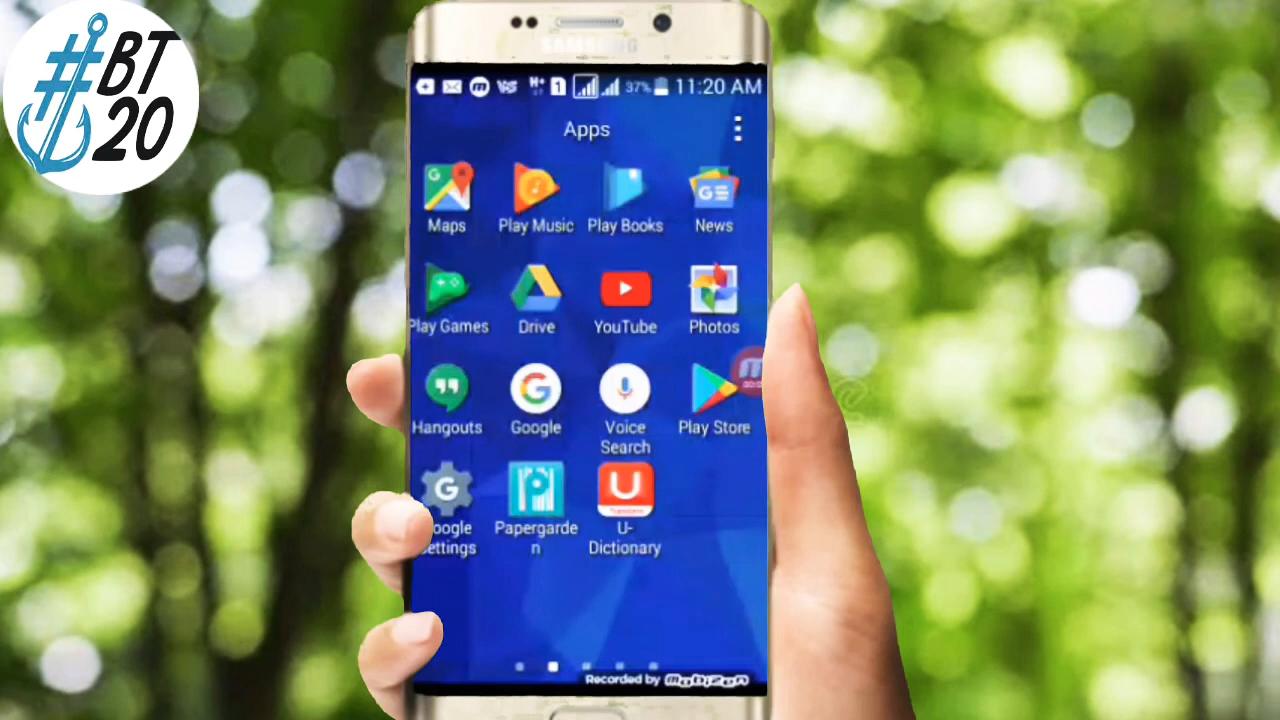 #BT
20
SAMSUNG
37% 11:20 AM
Apps
Maps
Play Music
Play Books
News
Play Games
Drive
YouTube
Photos
Hangouts
Google
Voice
Search
Play Store
oogle
ettings
Papergarde
n
U-
Dictionary
Recorded by mobizen